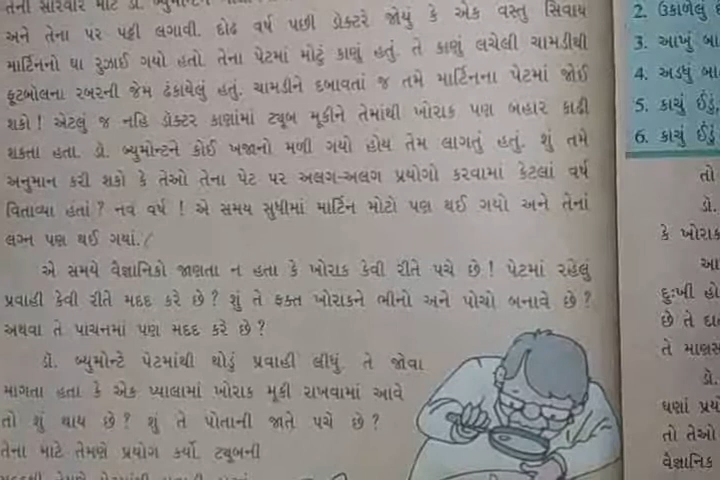 તેની સારવાર માટે ડૉ.
અને તેના પર પટ્ટી લગાવી. દોઢ વર્ષ પછી ડૉક્ટરે જોયું કે એક વસ્તુ સિવાય
માર્ટિનનો ઘા રુઝાઈ ગયો હતો. તેના પેટમાં મોટું કાણું હતું. તે કાણું લચેલી ચામડીથી
ફૂટબોલના રબરની જેમ ઢંકાયેલું હતું. ચામડીને દબાવતાં જ તમે માર્ટિનના પેટમાં જોઈ
શકો ! એટલું જ નહિ ડૉક્ટર કાણાંમાં ટ્યૂબ મૂકીને તેમાંથી ખોરાક પણ બહાર કાઢી
શકતા હતા. ડૉ. બ્યુમોન્ટને કોઈ ખજાનો મળી ગયો હોય તેમ લાગતું હતું. શું તમે
અનુમાન કરી શકો કે તેઓ તેના પેટ પર અલગ-અલગ પ્રયોગો કરવામાં કેટલાં વર્ષ
વિતાવ્યા હતાં ? નવ વર્ષ ! એ સમય સુધીમાં માર્ટિન મોટો પણ થઈ ગયો અને તેનાં
લગ્ન પણ થઈ ગયાં.
એ સમયે વૈજ્ઞાનિકો જાણતા ન હતા કે ખોરાક કેવી રીતે પચે છે ! પેટમાં રહેલું
પ્રવાહી કેવી રીતે મદદ કરે છે ? શું તે ફક્ત ખોરાકને ભીનો અને પોચો બનાવે છે ?
અથવા તે પાચનમાં પણ મદદ કરે છે ?
ડૉ. બ્યુમોન્ટે પેટમાંથી થોડું પ્રવાહી લીધું. તે જોવા
માગતા હતા કે એક પ્યાલામાં ખોરાક મૂકી રાખવામાં આવે
તો શું થાય છે ? શું તે પોતાની જાતે પચે છે ?
તેના માટે તેમણે પ્રયોગ કર્યો. ટ્યૂબની
2. ઉકાળેલું
3. આખું
4. અડધું
5. કાચું ઈંડું,
6. કાચું ઈંડું
તો
ડૉ.
કે ખોરાક
આ
દુઃખી હો
છે તે
તે માણસ
ડૉ.
ઘણાં પ્રયો
તો તેઓ
વૈજ્ઞાનિક